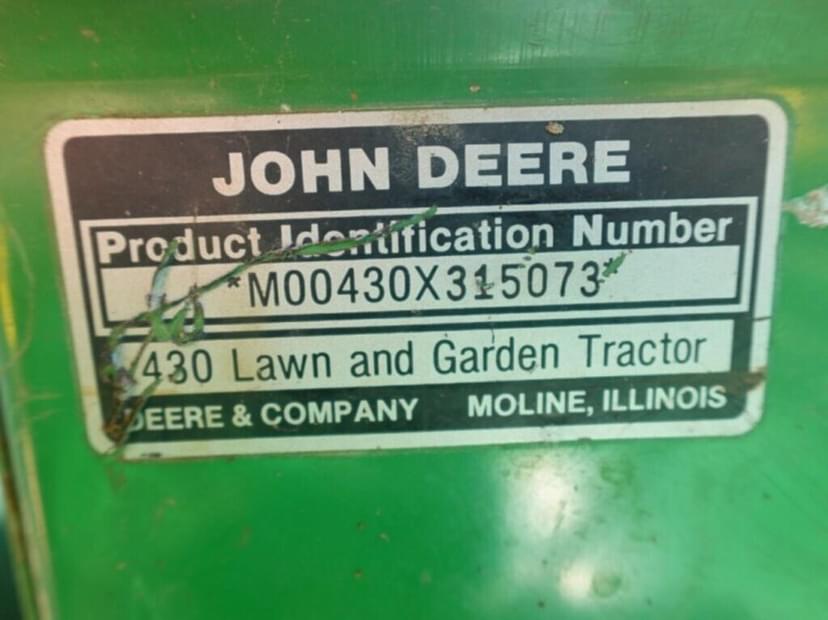 JOHN DEERE
Product Identification Number
*M00430X315073*
430 Lawn and Garden Tractor
DEERE & COMPANY MOLINE, ILLINOIS